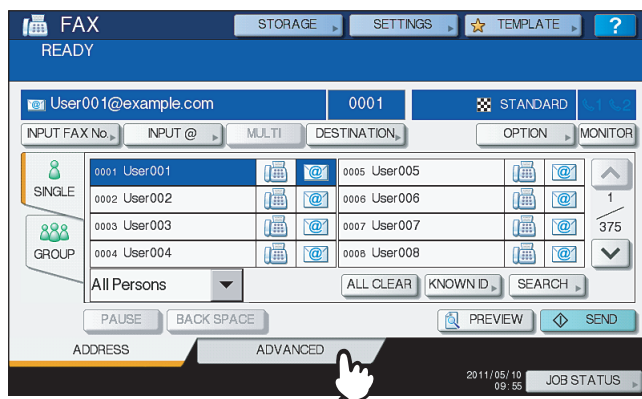 FAX STORAGE SETTINGS TEMPLATE ?
READY
User001@example.com 0001 STANDARD 1 2
INPUT FAX No. INPUT @ MULTI DESTINATION OPTION MONITOR
SINGLE
GROUP
0001 User001 @ 0005 User005 @
0002 User002 @ 0006 User006 @
0003 User003 @ 0007 User007 @
0004 User004 @ 0008 User008 @
1
375
All Persons ALL CLEAR KNOWN ID SEARCH
PAUSE BACK SPACE PREVIEW SEND
ADDRESS ADVANCED
2011/05/10
09:55
JOB STATUS